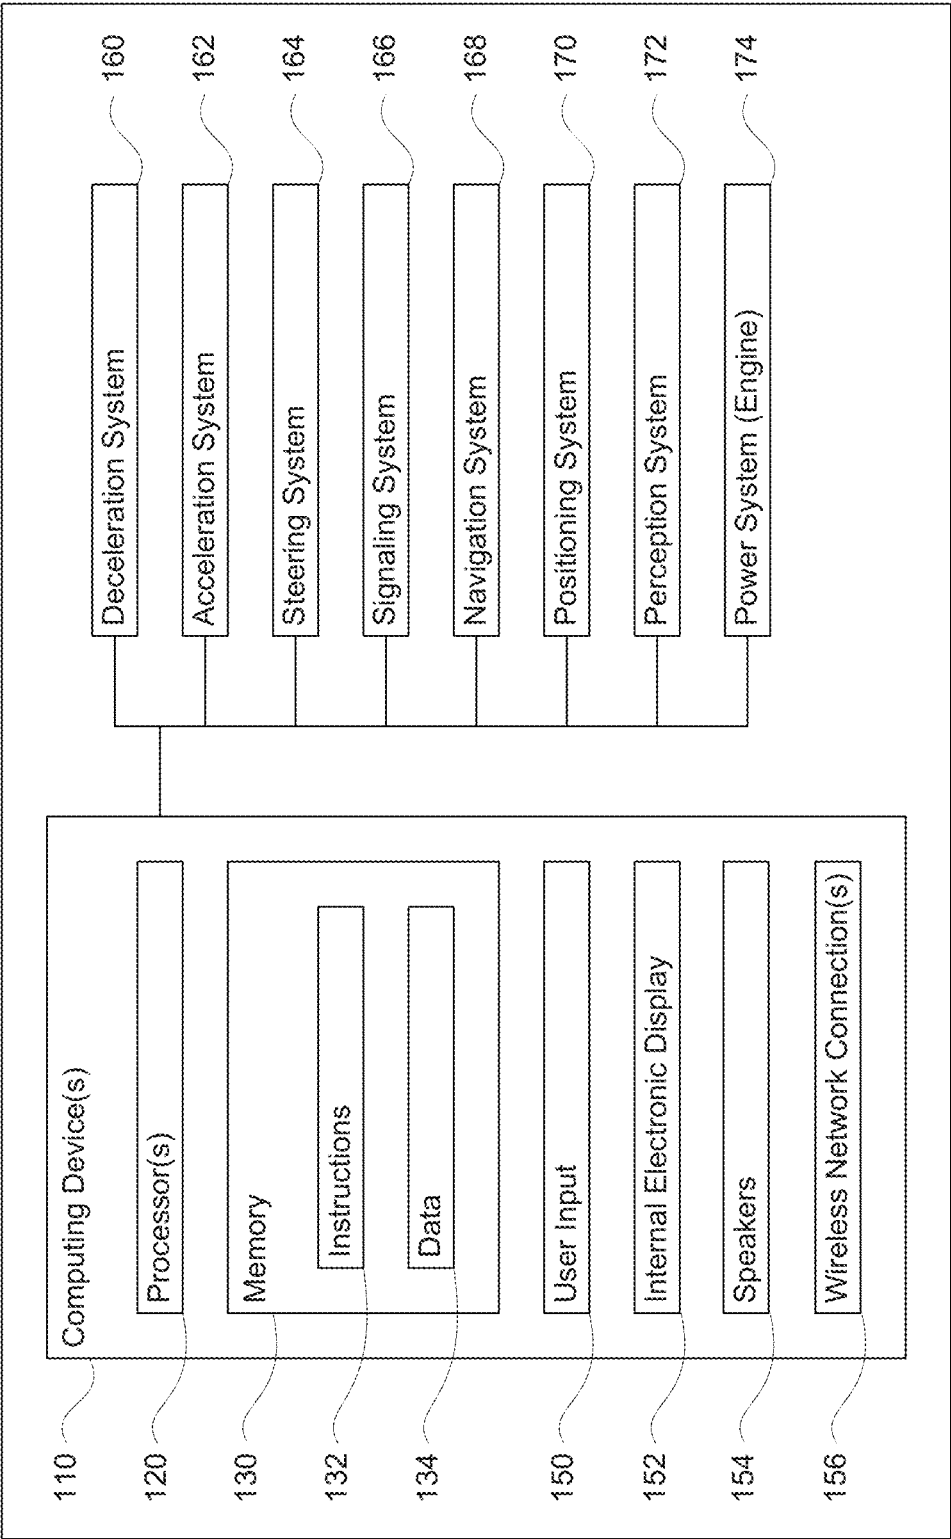 110
Computing Device(s)
120
Processor(s)
130
Memory
132
Instructions
134
Data
150
User Input
152
Internal Electronic Display
154
Speakers
156
Wireless Network Connection(s)
Deceleration System
160
Acceleration System
162
Steering System
164
Signaling System
166
Navigation System
168
Positioning System
170
Perception System
172
Power System (Engine)
174